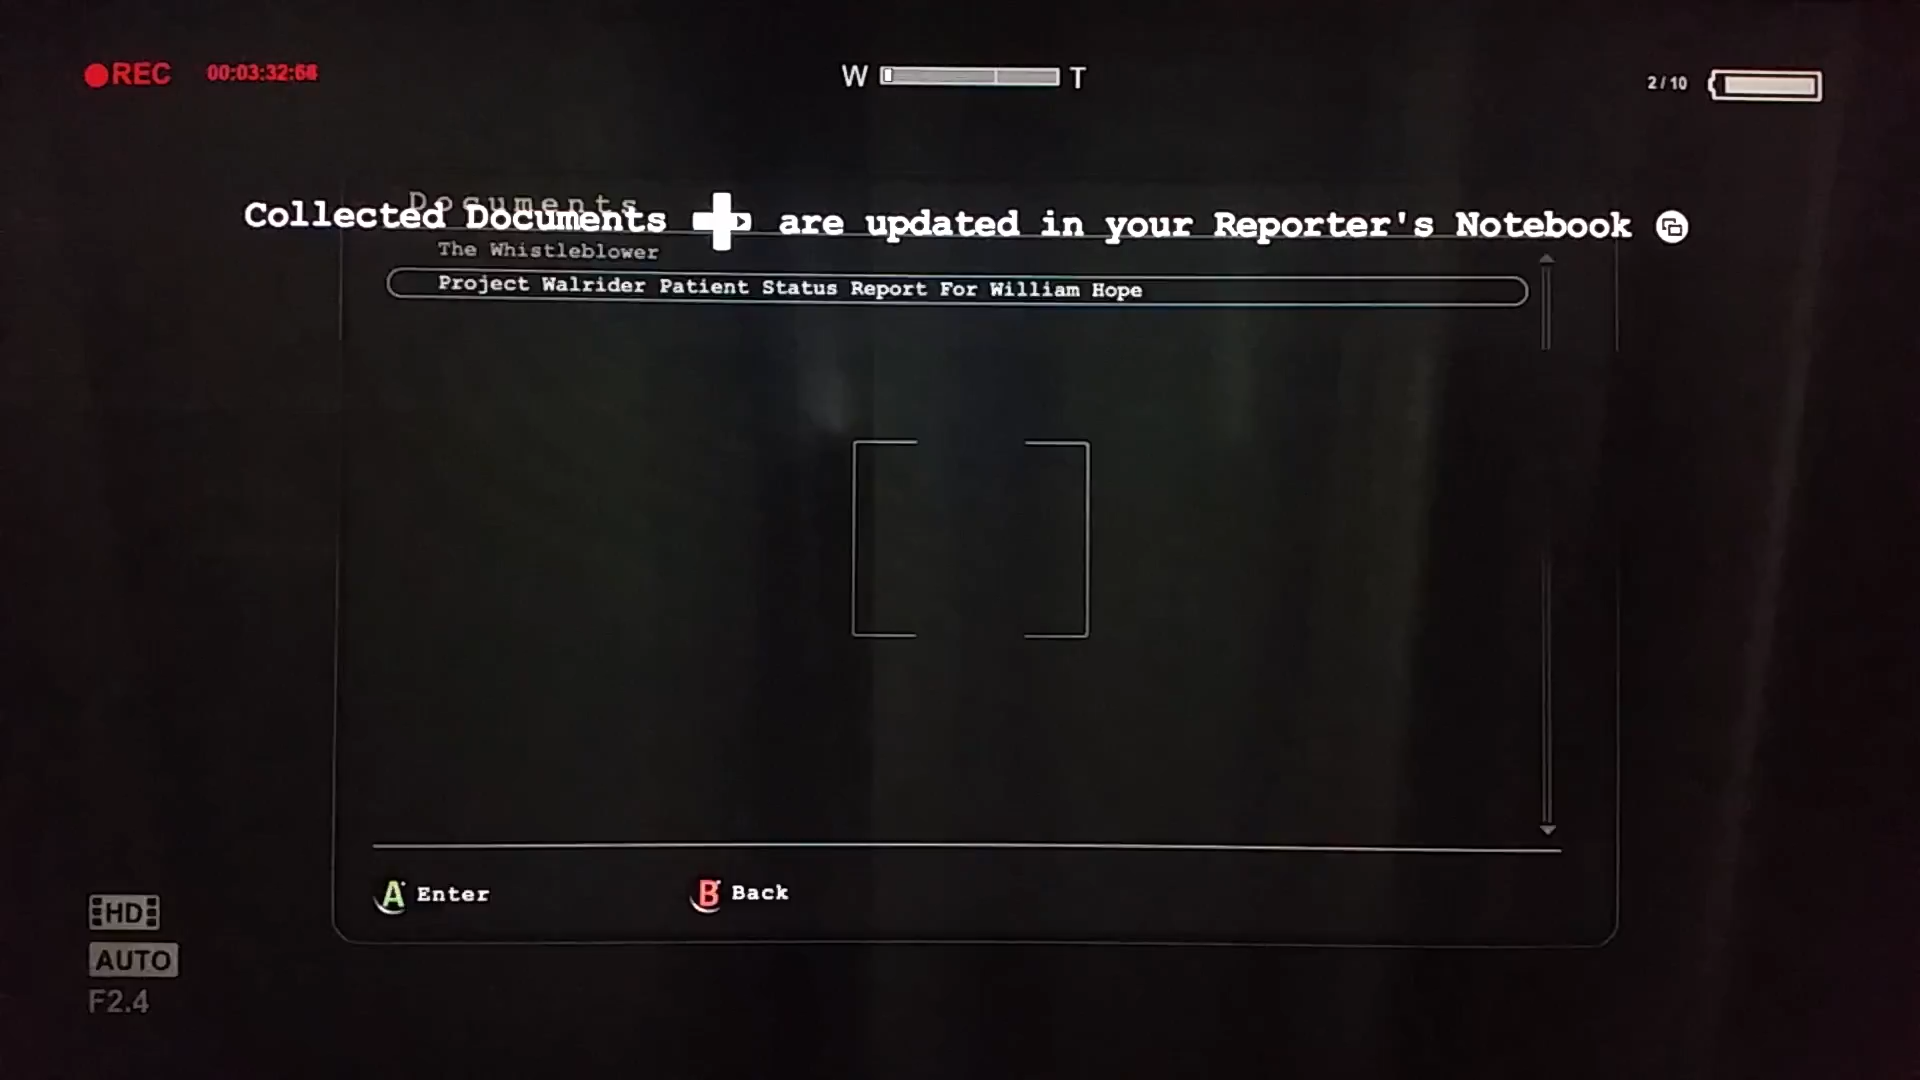 REC 00:03:32:68
W T
2/10
Documents
Collected Documents are updated in your Reporter's Notebook
The Whistleblower
Project Walrider Patient Status Report For William Hope
A Enter
B Back
HD
AUTO
F2.4